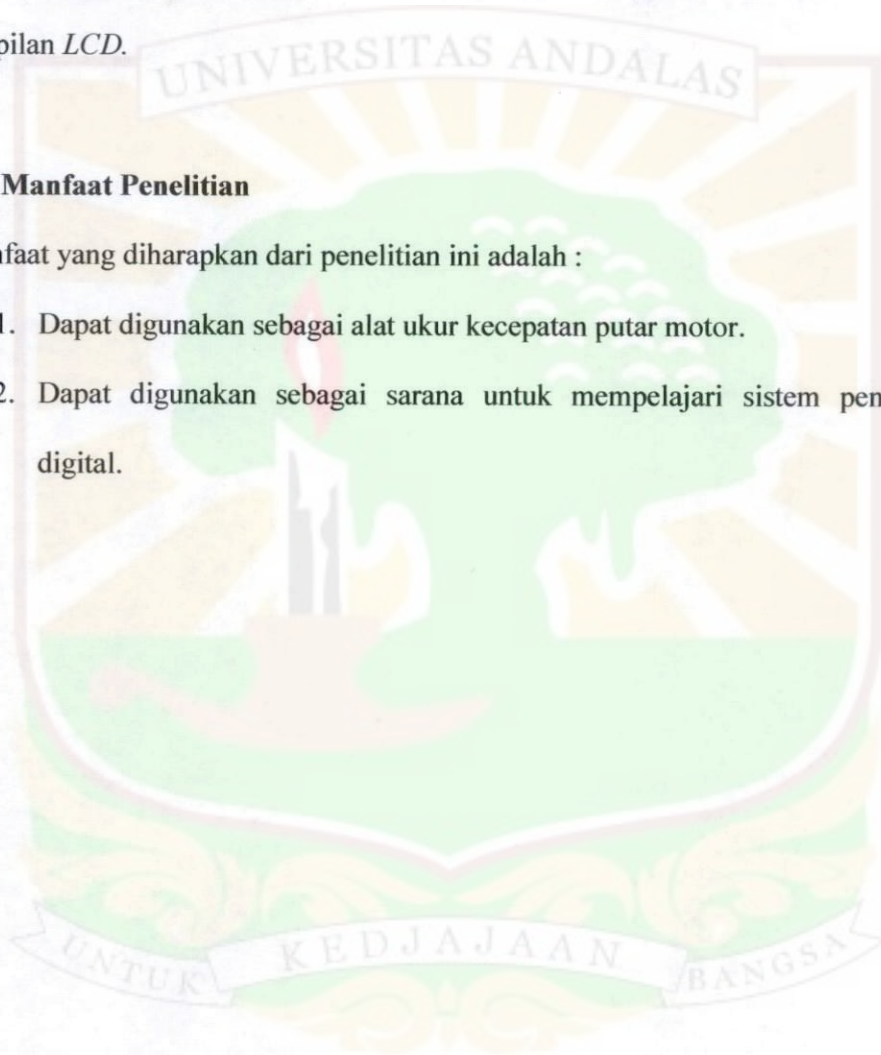 pilan LCD.
UNIVERSITAS ANDALAS
Manfaat Penelitian
faat yang diharapkan dari penelitian ini adalah :
1. Dapat digunakan sebagai alat ukur kecepatan putar motor.
2. Dapat digunakan sebagai sarana untuk mempelajari sistem pen
digital.
UNTUK KEDJAJAAN BANGSA